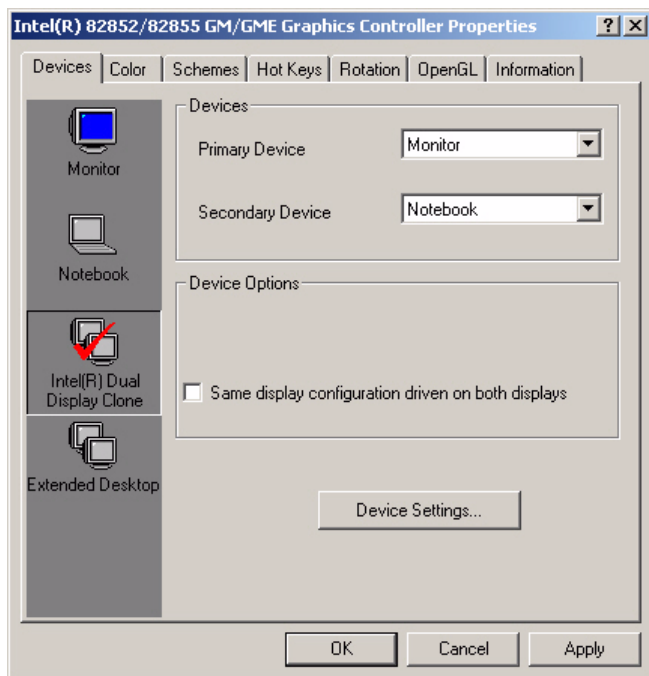 Intel(R) 82852/82855 GM/GME Graphics Controller Properties
Devices Color Schemes Hot Keys Rotation OpenGL Information
Monitor
Notebook
Intel(R) Dual
Display Clone
Extended Desktop
Devices
Primary Device Monitor
Secondary Device Notebook
Device Options
Same display configuration driven on both displays
Device Settings...
OK Cancel Apply